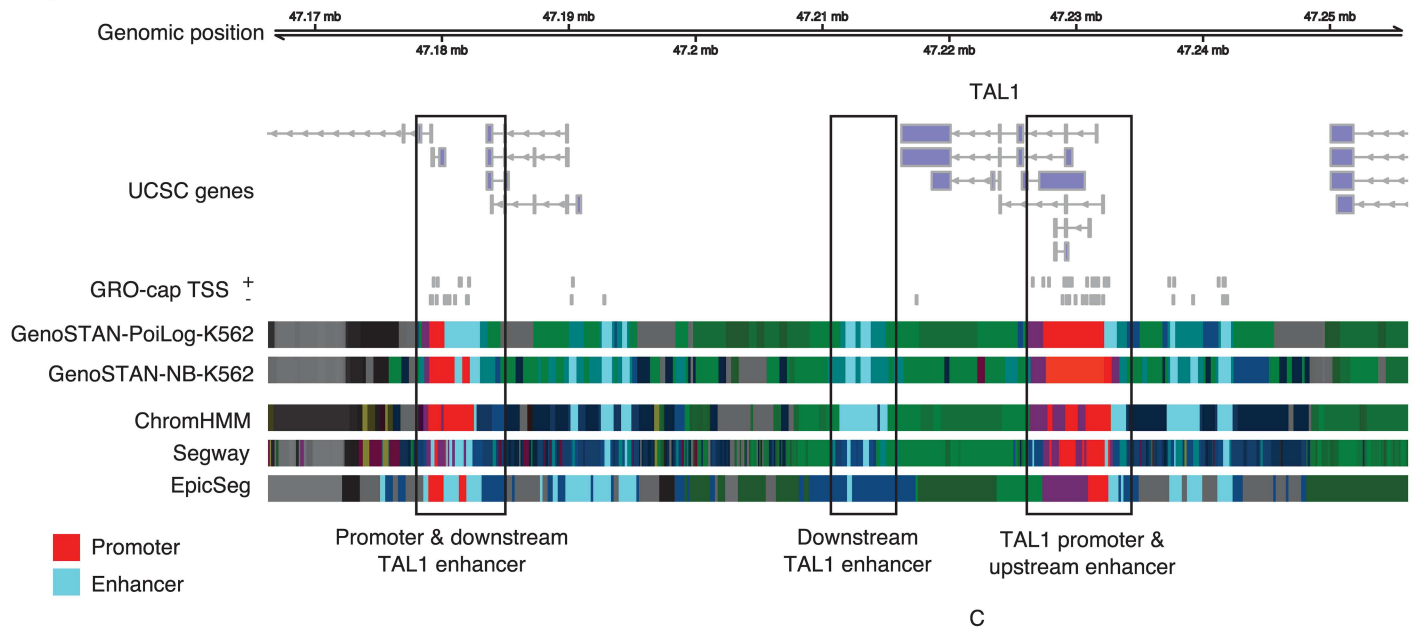 47.17 mb 47.19 mb 47.21 mb 47.23 mb 47.25 mb
Genomic position
47.18 mb 47.2 mb 47.22 mb 47.24 mb
TAL1
UCSC genes
GRO-cap TSS +
-
GenoSTAN-PoiLog-K562
GenoSTAN-NB-K562
ChromHMM
Segway
EpicSeg
Promoter
Enhancer
Promoter & downstream
TAL1 enhancer
Downstream
TAL1 enhancer
TAL1 promoter &
upstream enhancer
C